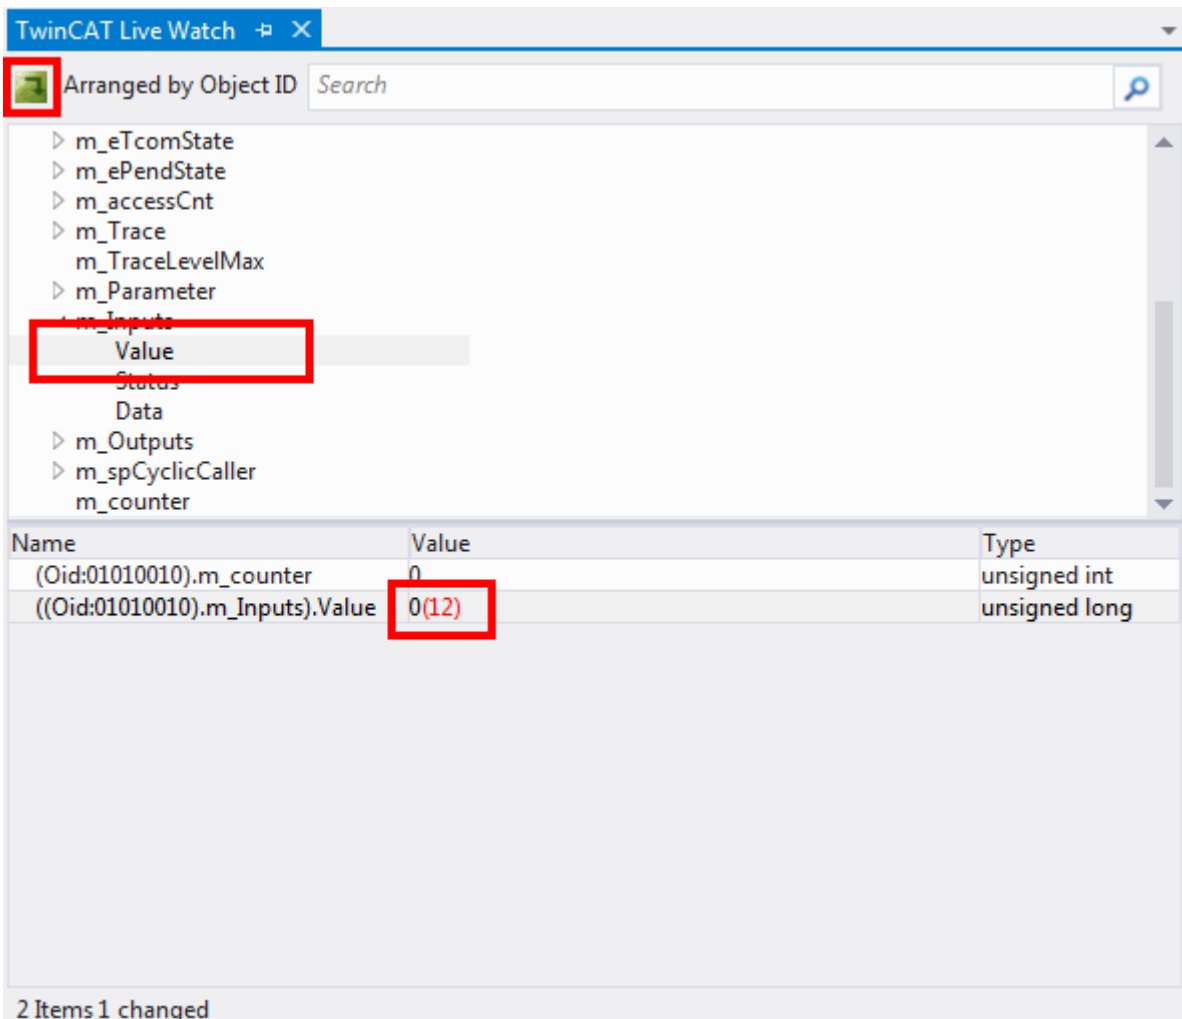 TwinCAT Live Watch
Arranged by Object ID Search
m_eTcomState
m_ePendState
m_accessCnt
m_Trace
m_TraceLevelMax
m_Parameter
m_Inputs
Value
Status
Data
m_Outputs
m_spCyclicCaller
m_counter
Name Value Type
(Oid:01010010).m_counter 0 unsigned int
((Oid:01010010).m_Inputs).Value 0(12) unsigned long
2 Items 1 changed